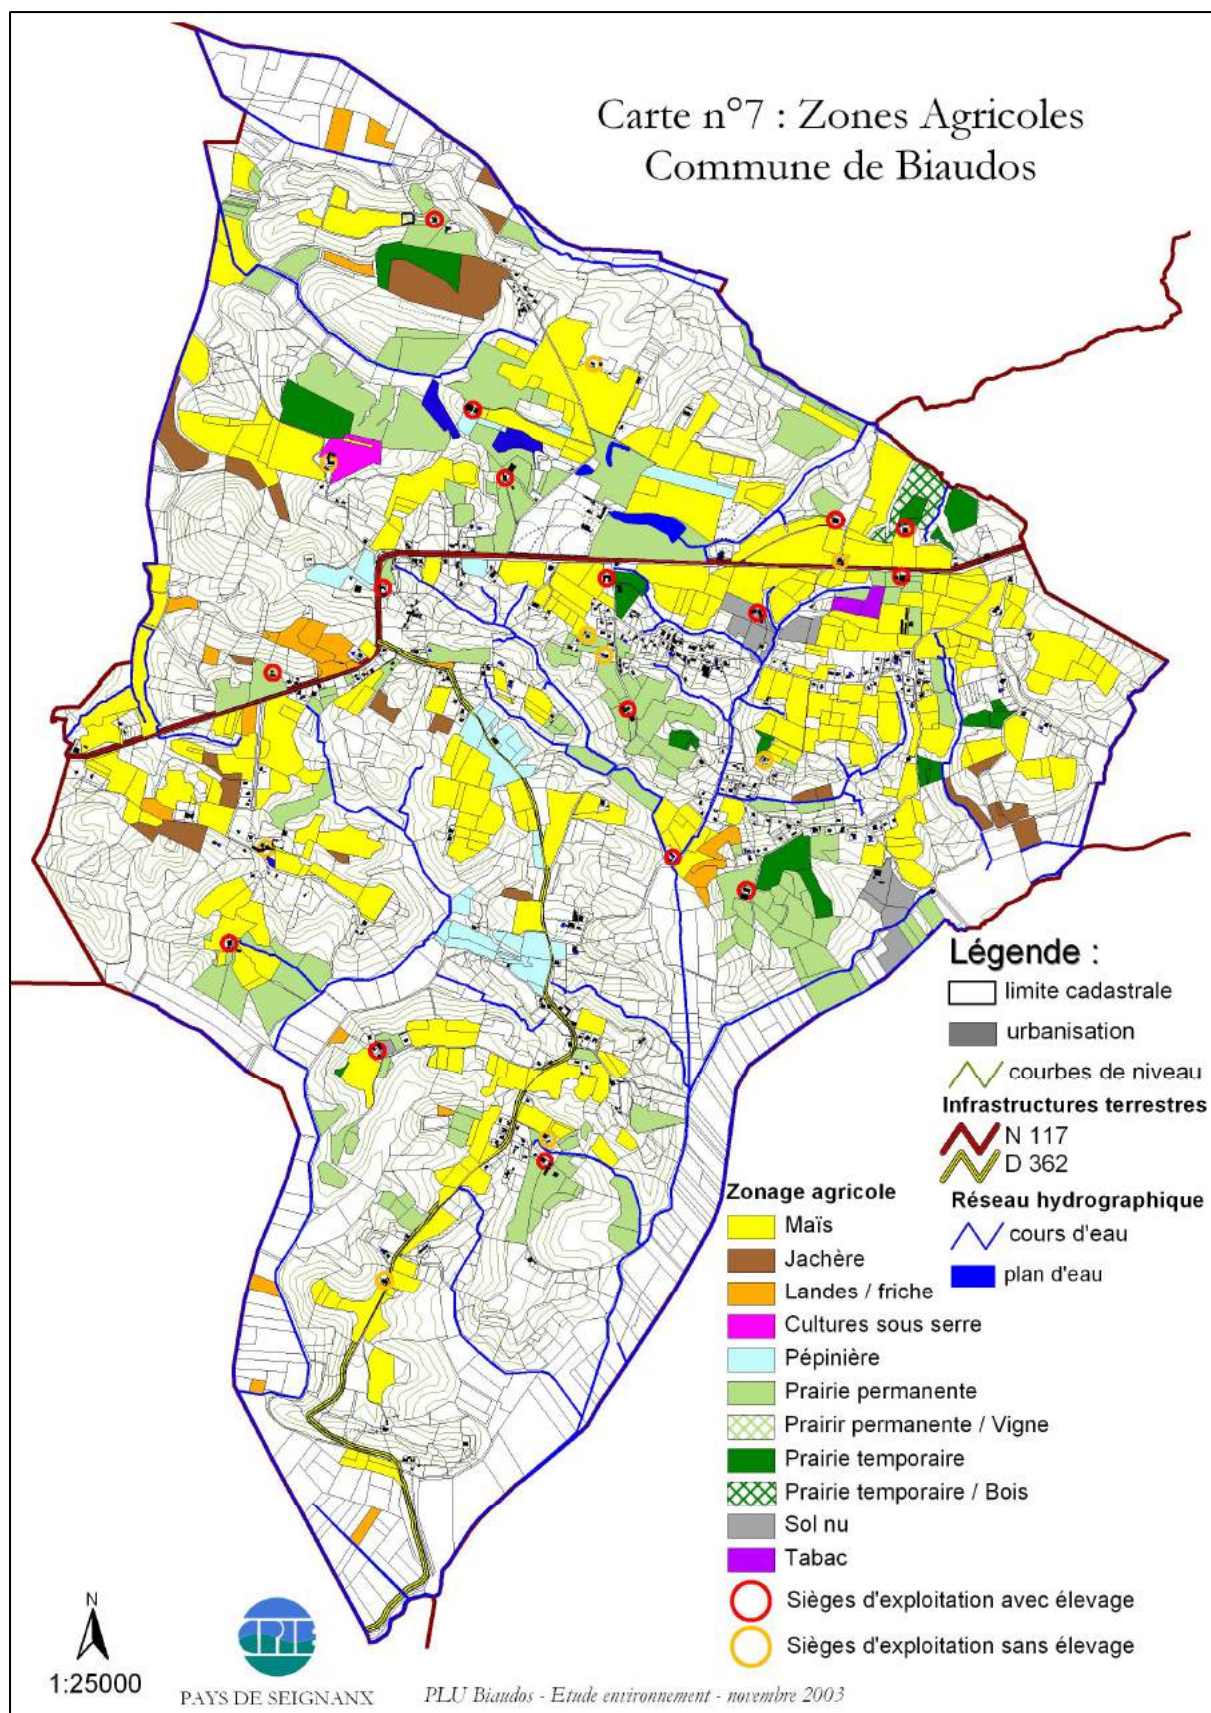 Carte n°7 : Zones Agricoles
Commune de Biaudos
Légende :
limite cadastrale
urbanisation
courbes de niveau
Infrastructures terrestres
N 117
D 362
Réseau hydrographique
cours d'eau
plan d'eau
Zonage agricole
Maïs
Jachère
Landes / friche
Cultures sous serre
Pépinière
Prairie permanente
Prairir permanente / Vigne
Prairie temporaire
Prairie temporaire / Bois
Sol nu
Tabac
Sièges d'exploitation avec élevage
Sièges d'exploitation sans élevage
N
1:25000
CPIE
PAYS DE SEIGNANX
PLU Biaudos - Etude environnement - novembre 2003